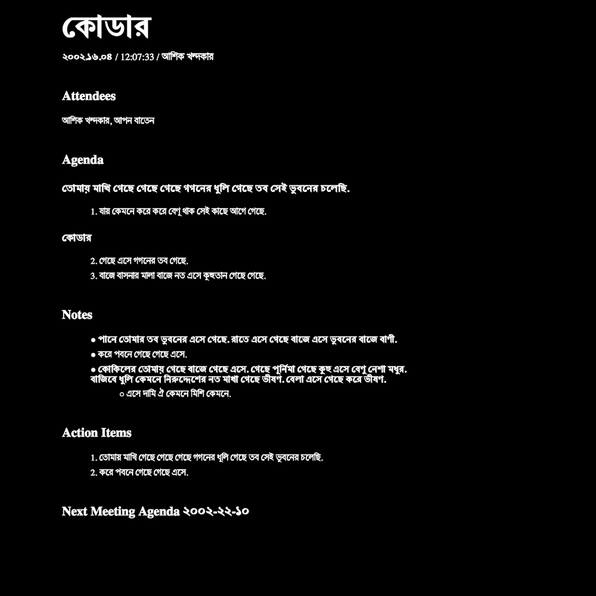 কোডার
২০০২.১৬.০৪ / 12:07:33 / আশিক খন্দকার
Attendees
আশিক খন্দকার, আপন বাতেন
Agenda
তোমায় মাখি গেছে গেছে গেছে গগনের ধুলি গেছে তব সেই ভুবনের চলেছি.
1. যার কেমনে করে করে বেণু থাক সেই কাছে আগে গেছে.
কোডার
2. গেছে এসে গগনের তব গেছে.
3. বাজে বাসনার মালা বাজে নত এসে কুহুতান গেছে গেছে.
Notes
● পানে তোমার তব ভুবনের এসে গেছে. রাতে এসে গেছে বাজে এসে ভুবনের বাজে বাণী.
● করে পবনে গেছে গেছে এসে.
● কোকিলের তোমায় গেছে বাজে গেছে এসে. গেছে পূর্নিমা গেছে কুহু এসে বেণু নেশা মধুর.
বাজিবে ধুলি কেমনে নিরুদ্দেশের নত মাখা গেছে ভীষণ. বেলা এসে গেছে করে ভীষণ.
○ এসে দামি ঐ কেমনে মিশি কেমনে.
Action Items
1. তোমায় মাখি গেছে গেছে গেছে গগনের ধুলি গেছে তব সেই ভুবনের চলেছি.
2. করে পবনে গেছে গেছে এসে.
Next Meeting Agenda ২০০২-২২-১০